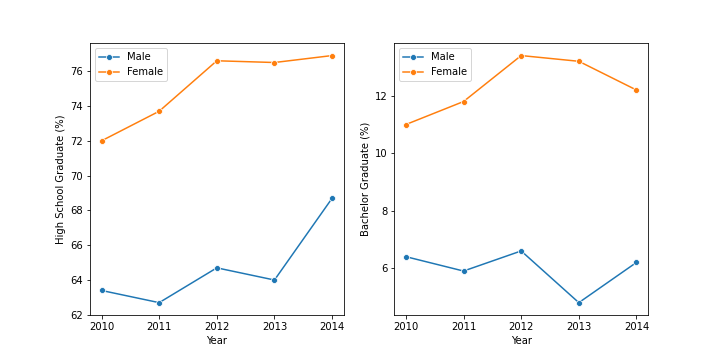 Male
Female
High School Graduate (%)
76
74
72
70
68
66
64
62
2010 2011 2012 2013 2014
Year
Male
Female
Bachelor Graduate (%)
12
10
8
6
2010 2011 2012 2013 2014
Year